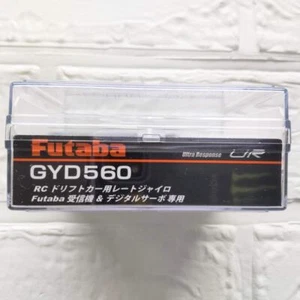 Futaba Ultra Response UR
GYD560
RC ドリフトカー用レートジャイロ
Futaba 受信機 & デジタルサーボ専用